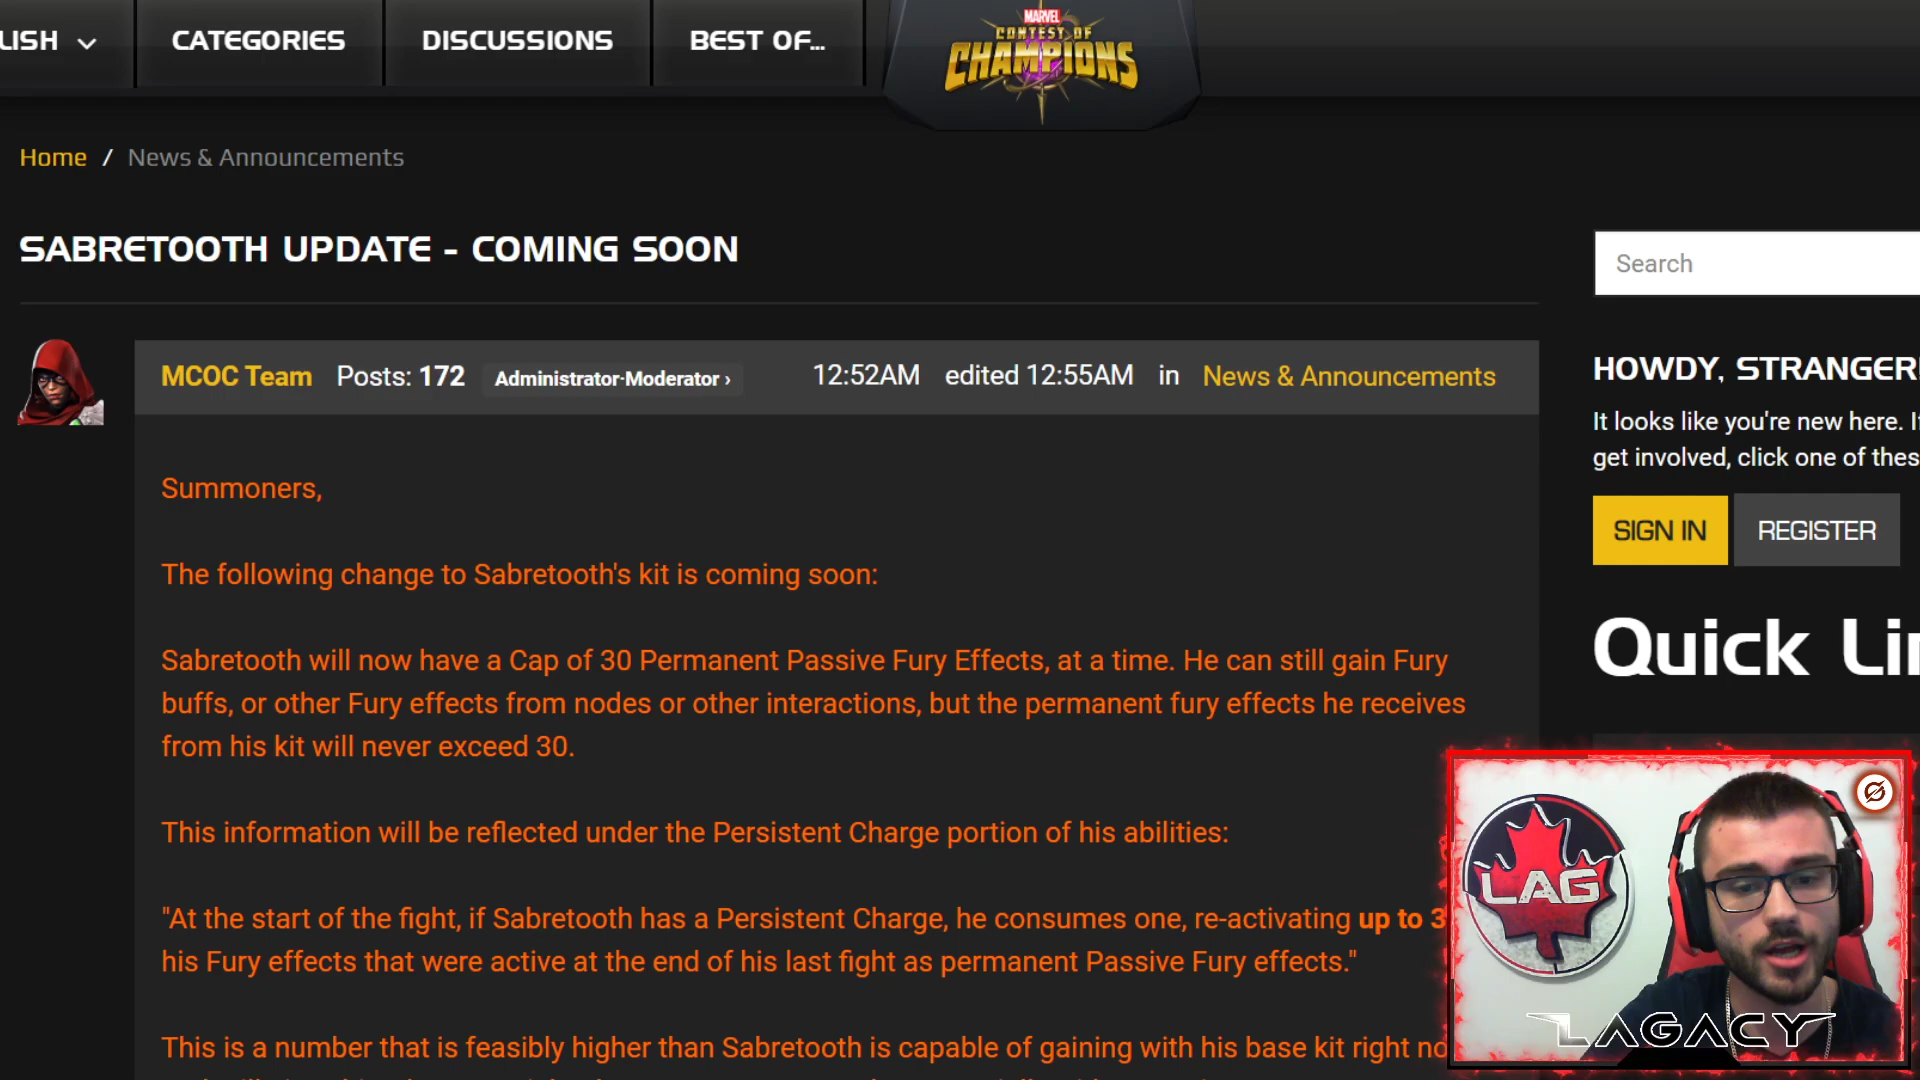 LISH
CATEGORIES
DISCUSSIONS
BEST OF...
MARVEL
CONTEST OF
CHAMPIONS
Home / News & Announcements
SABRETOOTH UPDATE - COMING SOON
Search
MCOC Team Posts: 172 Administrator-Moderator › 12:52AM edited 12:55AM in News & Announcements
HOWDY, STRANGER!
It looks like you're new here. If
get involved, click one of thes
SIGN IN REGISTER
Quick Lin
Summoners,
The following change to Sabretooth's kit is coming soon:
Sabretooth will now have a Cap of 30 Permanent Passive Fury Effects, at a time. He can still gain Fury
buffs, or other Fury effects from nodes or other interactions, but the permanent fury effects he receives
from his kit will never exceed 30.
This information will be reflected under the Persistent Charge portion of his abilities:
"At the start of the fight, if Sabretooth has a Persistent Charge, he consumes one, re-activating up to 3
his Fury effects that were active at the end of his last fight as permanent Passive Fury effects."
This is a number that is feasibly higher than Sabretooth is capable of gaining with his base kit right no
LAG
LAGACY